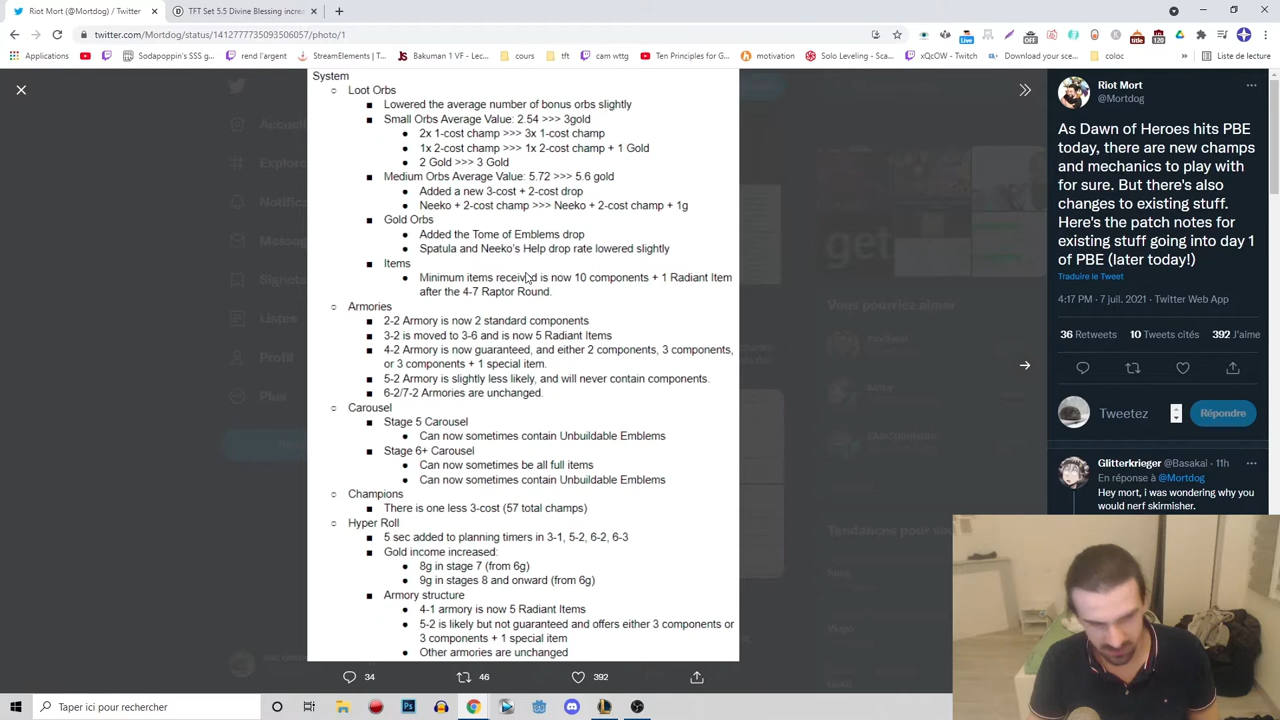 Riot Mort (@Mortdog) / Twitter
TFT Set 5.5 Divine Blessing increa
twitter.com/Mortdog/status/1412777735093506057/photo/1
Applications
Sodapoppin's SSS g...
rend l'argent
StreamElements | T...
Bakuman 1 VF - Lec...
cours
tft
cam wttg
Ten Principles for G...
motivation
Solo Leveling - Sca...
xQcOW - Twitch
Download your sce...
coloc
Liste de lecture
System
Loot Orbs
Lowered the average number of bonus orbs slightly
Small Orbs Average Value: 2.54 >>> 3gold
2x 1-cost champ >>> 3x 1-cost champ
1x 2-cost champ >>> 1x 2-cost champ + 1 Gold
2 Gold >>> 3 Gold
Medium Orbs Average Value: 5.72 >>> 5.6 gold
Added a new 3-cost + 2-cost drop
Neeko + 2-cost champ >>> Neeko + 2-cost champ + 1g
Gold Orbs
Added the Tome of Emblems drop
Spatula and Neeko's Help drop rate lowered slightly
Items
Minimum items received is now 10 components + 1 Radiant Item
after the 4-7 Raptor Round.
Armories
2-2 Armory is now 2 standard components
3-2 is moved to 3-6 and is now 5 Radiant Items
4-2 Armory is now guaranteed, and either 2 components, 3 components,
or 3 components + 1 special item.
5-2 Armory is slightly less likely, and will never contain components.
6-2/7-2 Armories are unchanged.
Carousel
Stage 5 Carousel
Can now sometimes contain Unbuildable Emblems
Stage 6+ Carousel
Can now sometimes be all full items
Can now sometimes contain Unbuildable Emblems
Champions
There is one less 3-cost (57 total champs)
Hyper Roll
5 sec added to planning timers in 3-1, 5-2, 6-2, 6-3
Gold income increased:
8g in stage 7 (from 6g)
9g in stages 8 and onward (from 6g)
Armory structure
4-1 armory is now 5 Radiant Items
5-2 is likely but not guaranteed and offers either 3 components or
3 components + 1 special item
Other armories are unchanged
34
46
392
Riot Mort
@Mortdog
As Dawn of Heroes hits PBE
today, there are new champs
and mechanics to play with
for sure. But there's also
changes to existing stuff.
Here's the patch notes for
existing stuff going into day 1
of PBE (later today!)
Traduire le Tweet
4:17 PM · 7 juil. 2021 · Twitter Web App
36 Retweets 10 Tweets cités 392 J'aime
Tweetez
Répondre
Glitterkrieger @Basakai · 11h
En réponse à @Mortdog
Hey mort, i was wondering why you
would nerf skirmisher.
Accueil
Explore
Notifica
Messag
Signets
Listes
Profil
Plus
get
Vous pourriez aimer
Tendances pour
Taper ici pour rechercher